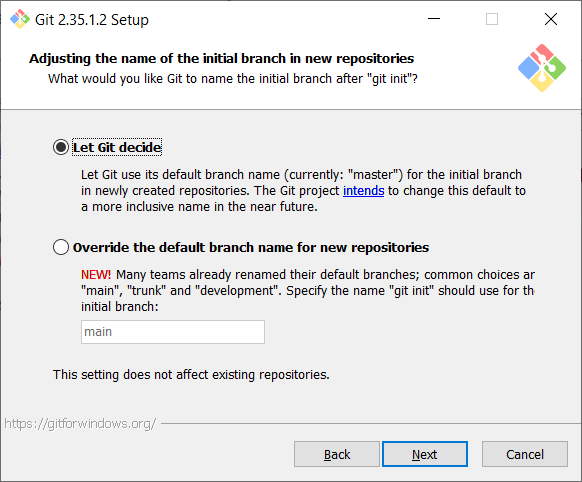 Git 2.35.1.2 Setup
Adjusting the name of the initial branch in new repositories
What would you like Git to name the initial branch after "git init"?
Let Git decide
Let Git use its default branch name (currently: "master") for the initial branch
in newly created repositories. The Git project intends to change this default to
a more inclusive name in the near future.
Override the default branch name for new repositories
NEW! Many teams already renamed their default branches; common choices ar
"main", "trunk" and "development". Specify the name "git init" should use for the
initial branch:
main
This setting does not affect existing repositories.
https://gitforwindows.org/
Back
Next
Cancel